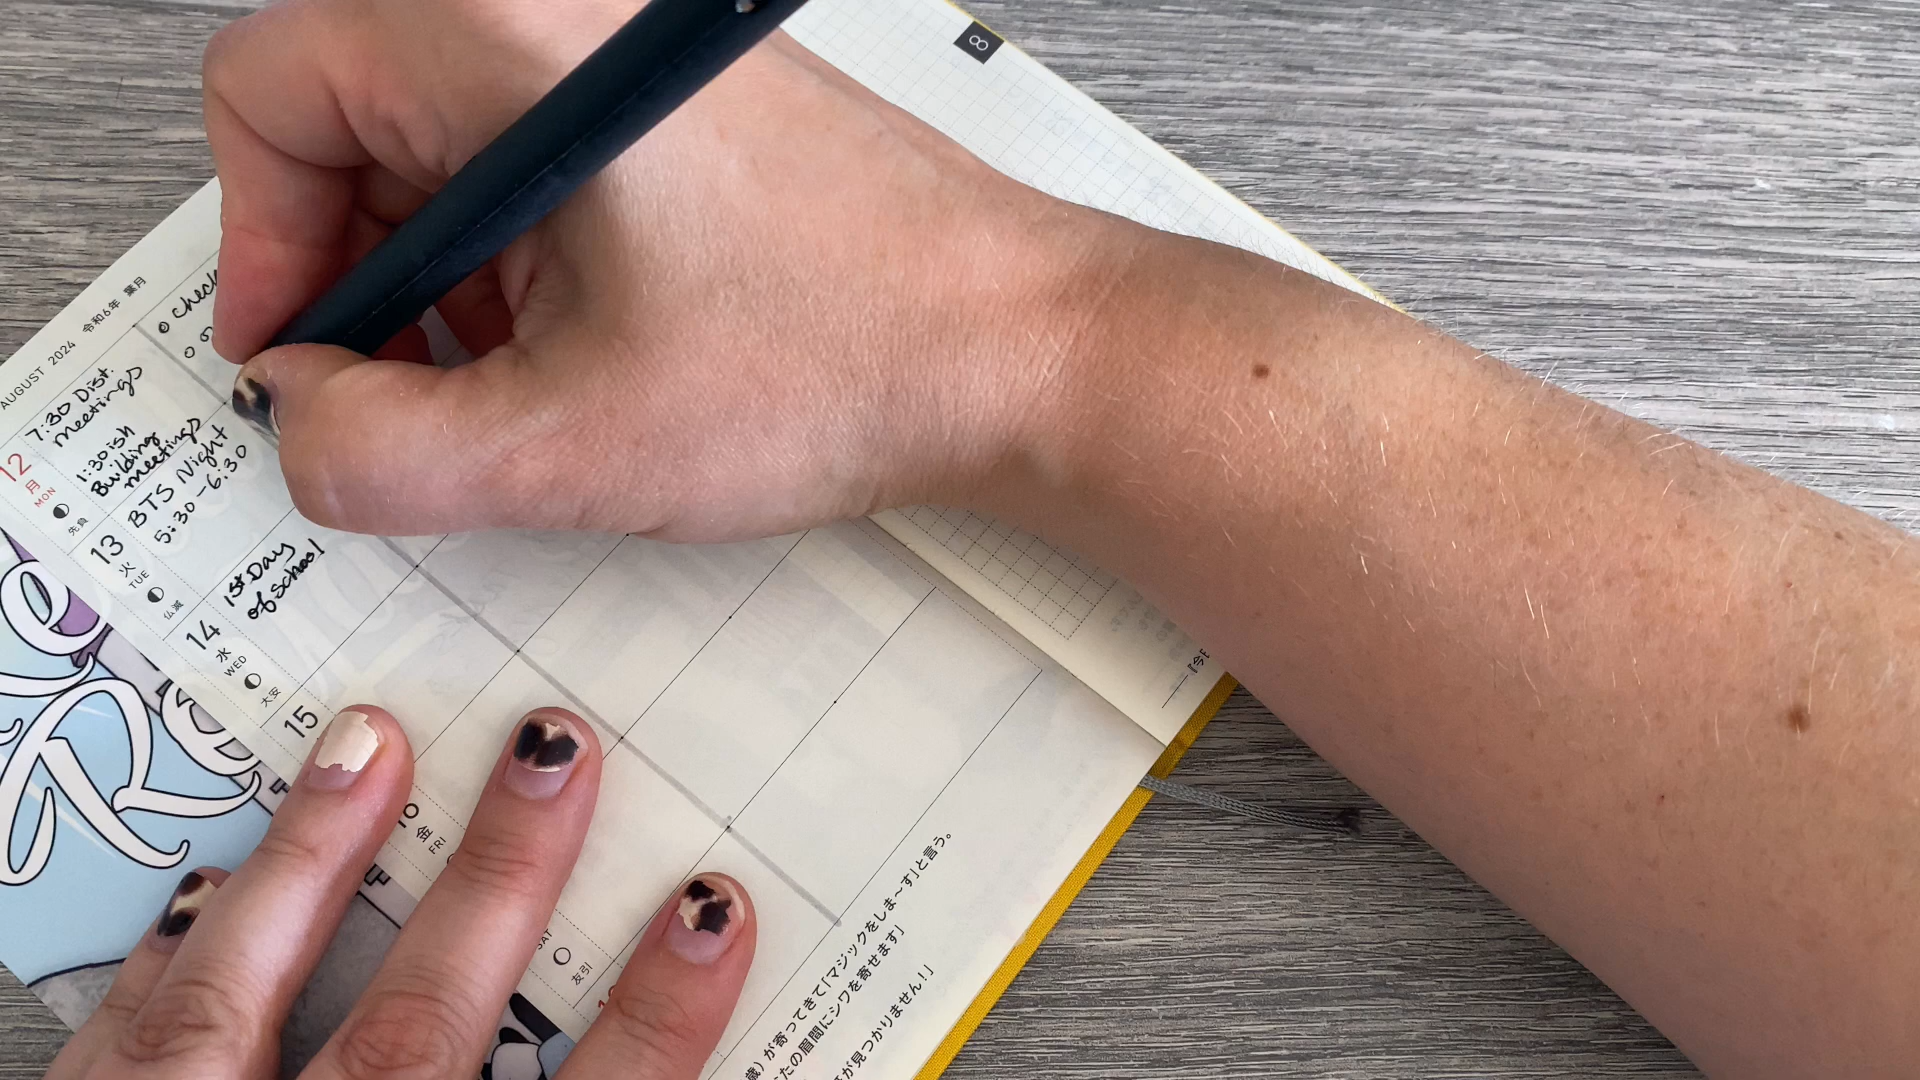 8
令和6年 葉月
AUGUST 2024
12
月
MON
先負
7:30 Dist.
meetings
1:30ish
Building
meetings
check
13
火
TUE
仏滅
BTS Night
5:30-6:30
14
水
WED
大安
1st Day
of school
15
金
FRI
SAT
友引
が寄ってきて「マジックをしま〜す」と言う。
たの眉間にシワを寄せます」
が見つかりません!」
Re